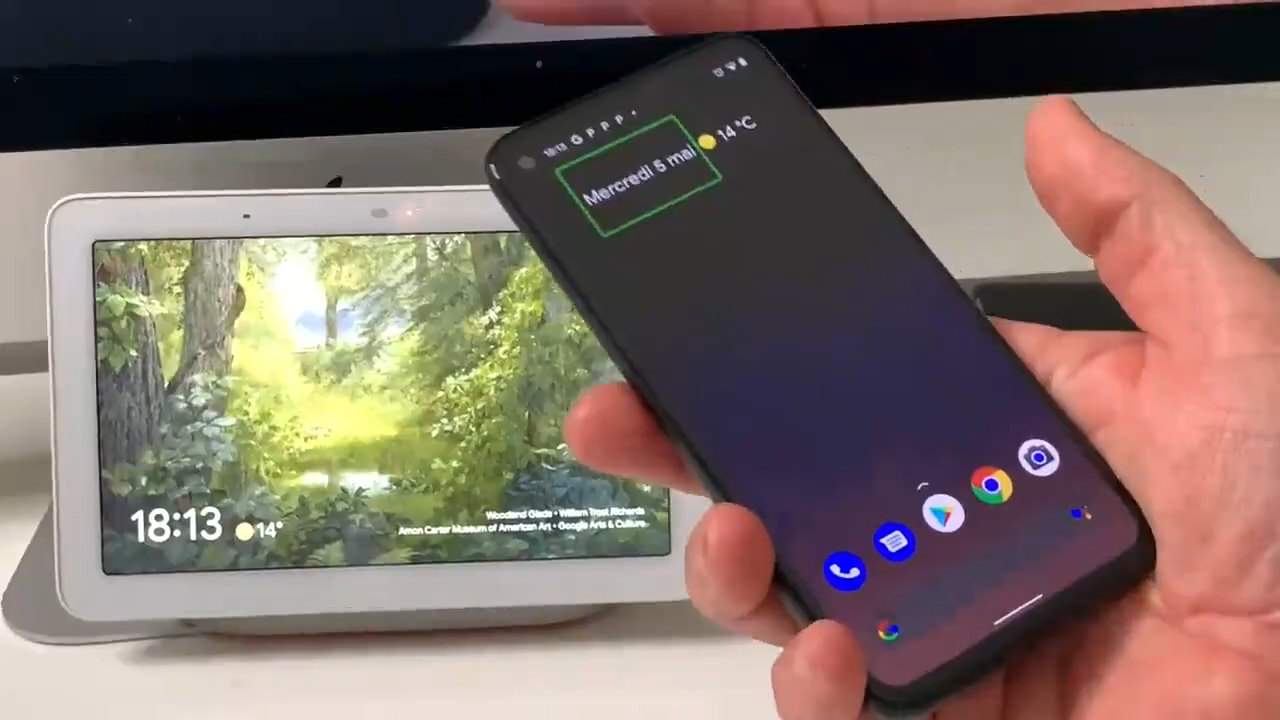 18:13 G P P P
Mercredi 5 mai 14 °C
18:13 14°
Woodland Glade • William Trost Richards
Amon Carter Museum of American Art • Google Arts & Culture